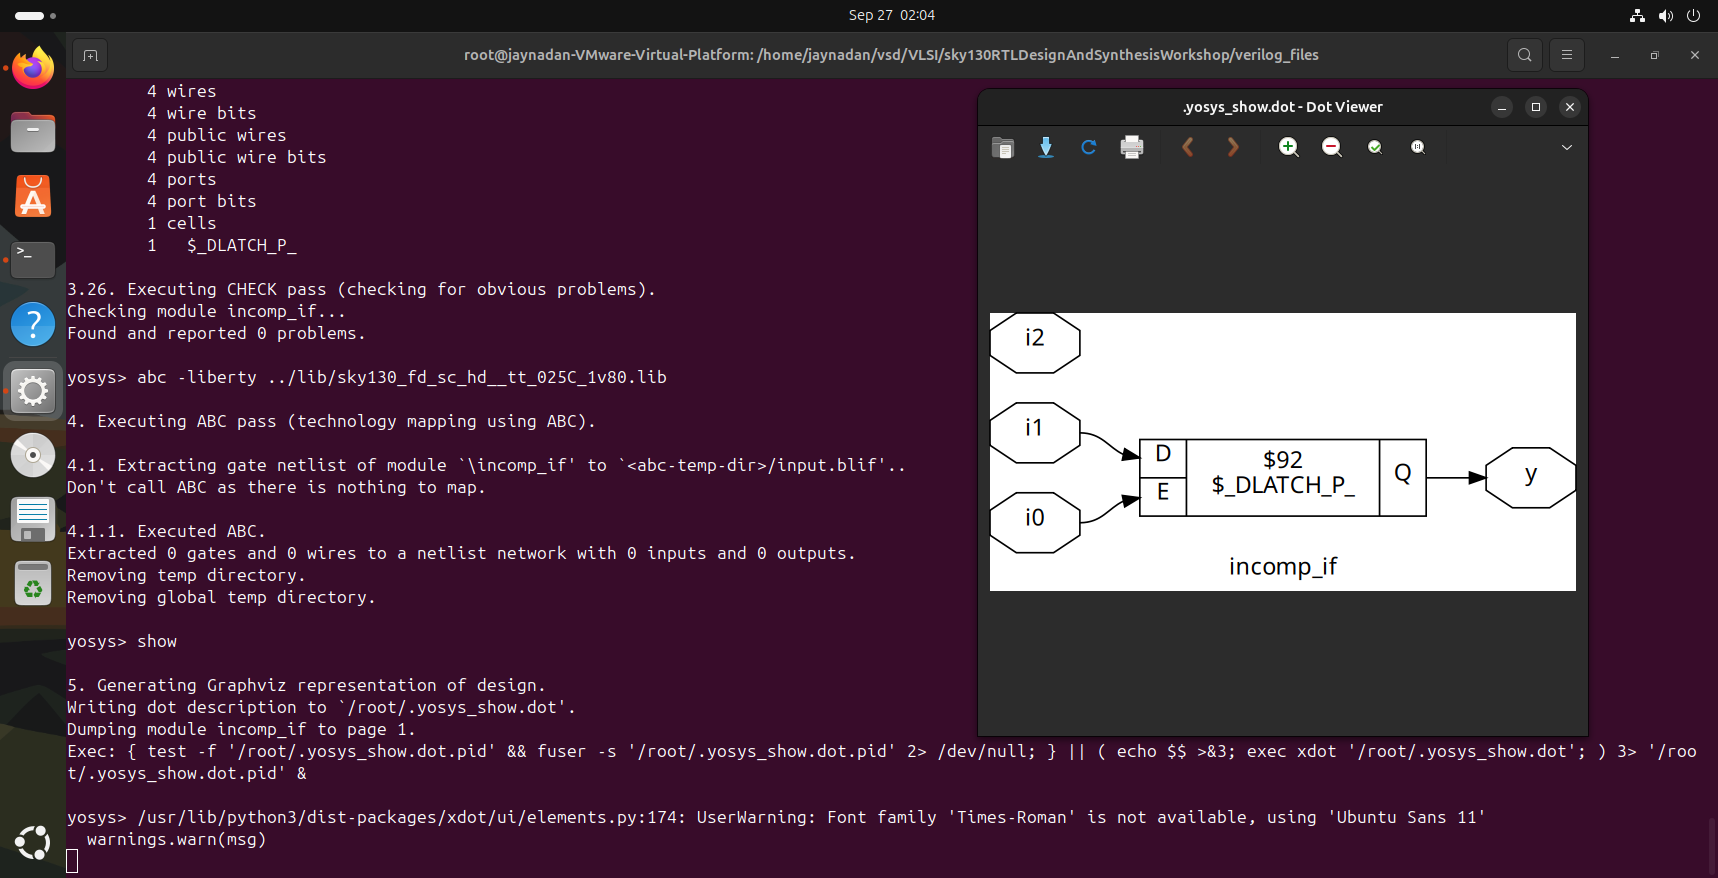 Sep 27 02:04
root@jaynadan-VMware-Virtual-Platform: /home/jaynadan/vsd/VLSI/sky130RTLDesignAndSynthesisWorkshop/verilog_files
4 wires
4 wire bits
4 public wires
4 public wire bits
4 ports
4 port bits
1 cells
1 $_DLATCH_P_
3.26. Executing CHECK pass (checking for obvious problems).
Checking module incomp_if...
Found and reported 0 problems.
yosys> abc -liberty ../lib/sky130_fd_sc_hd__tt_025C_1v80.lib
4. Executing ABC pass (technology mapping using ABC).
4.1. Extracting gate netlist of module `\incomp_if' to `<abc-temp-dir>/input.blif'..
Don't call ABC as there is nothing to map.
4.1.1. Executed ABC.
Extracted 0 gates and 0 wires to a netlist network with 0 inputs and 0 outputs.
Removing temp directory.
Removing global temp directory.
yosys> show
5. Generating Graphviz representation of design.
Writing dot description to `/root/.yosys_show.dot'.
Dumping module incomp_if to page 1.
Exec: { test -f '/root/.yosys_show.dot.pid' && fuser -s '/root/.yosys_show.dot.pid' 2> /dev/null; } || ( echo $$ >&3; exec xdot '/root/.yosys_show.dot'; ) 3> '/roo
t/.yosys_show.dot.pid' &
yosys> /usr/lib/python3/dist-packages/xdot/ui/elements.py:174: UserWarning: Font family 'Times-Roman' is not available, using 'Ubuntu Sans 11'
warnings.warn(msg)
.yosys_show.dot - Dot Viewer
i2
i1
i0
D
E
$92
$_DLATCH_P_
Q
y
incomp_if